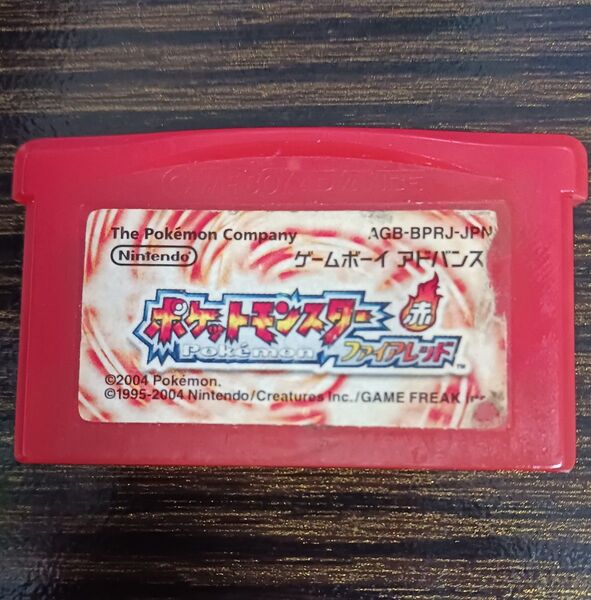 The Pokémon Company AGB-BPRJ-JPN
Nintendo ゲームボーイ アドバンス
ポケットモンスター 赤
Pokémon ファイアレッド ™
©2004 Pokémon.
©1995-2004 Nintendo/Creatures Inc./GAME FREAK inc.